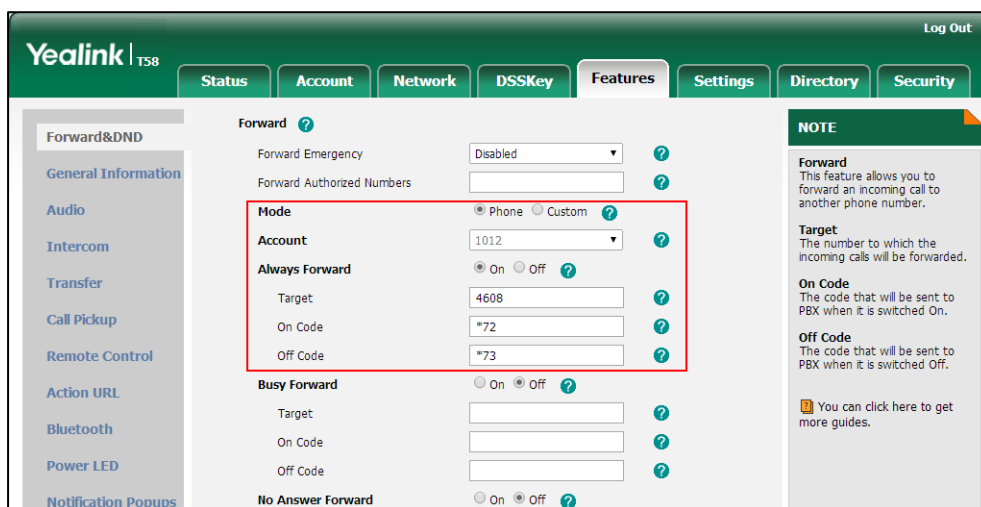 Log Out
Yealink | T58
Status Account Network DSSKey Features Settings Directory Security
Forward&DND
General Information
Audio
Intercom
Transfer
Call Pickup
Remote Control
Action URL
Bluetooth
Power LED
Notification Popups
Forward ?
Forward Emergency Disabled ?
Forward Authorized Numbers ?
Mode Phone Custom ?
Account 1012 ?
Always Forward On Off ?
Target 4608 ?
On Code *72 ?
Off Code *73 ?
Busy Forward On Off ?
Target ?
On Code ?
Off Code ?
No Answer Forward On Off ?
NOTE
Forward
This feature allows you to
forward an incoming call to
another phone number.
Target
The number to which the
incoming calls will be forwarded.
On Code
The code that will be sent to
PBX when it is switched On.
Off Code
The code that will be sent to
PBX when it is switched Off.
? You can click here to get
more guides.